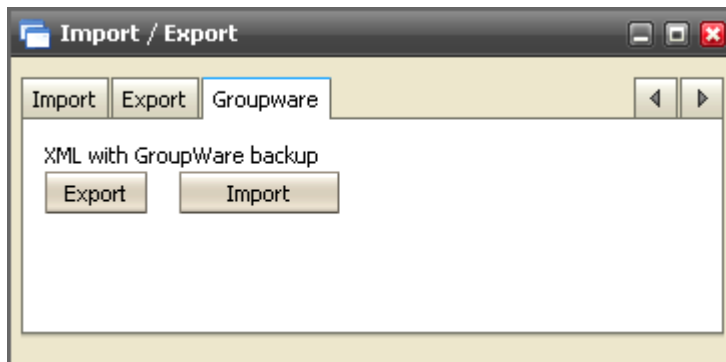 Import / Export
Import Export Groupware
XML with GroupWare backup
Export Import